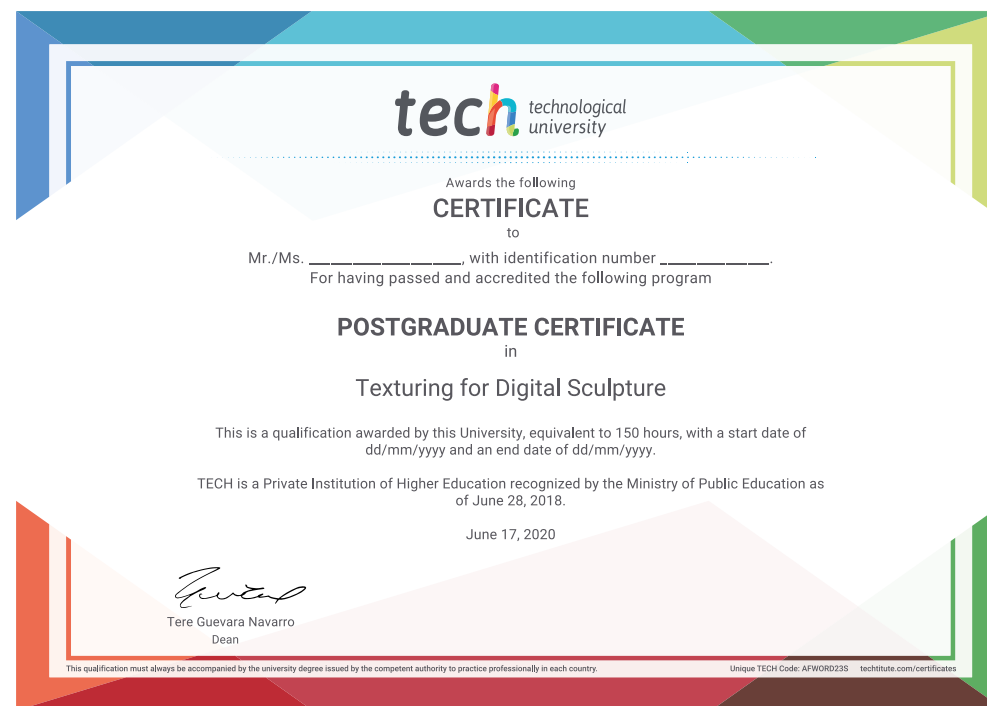 tech technological
university
Awards the following
CERTIFICATE
to
Mr./Ms. ____________________, with identification number ______________.
For having passed and accredited the following program
POSTGRADUATE CERTIFICATE
in
Texturing for Digital Sculpture
This is a qualification awarded by this University, equivalent to 150 hours, with a start date of
dd/mm/yyyy and an end date of dd/mm/yyyy.
TECH is a Private Institution of Higher Education recognized by the Ministry of Public Education as
of June 28, 2018.
June 17, 2020
Tere Guevara Navarro
Dean
This qualification must always be accompanied by the university degree issued by the competent authority to practice professionally in each country. Unique TECH Code: AFWORD23S techtitute.com/certificates